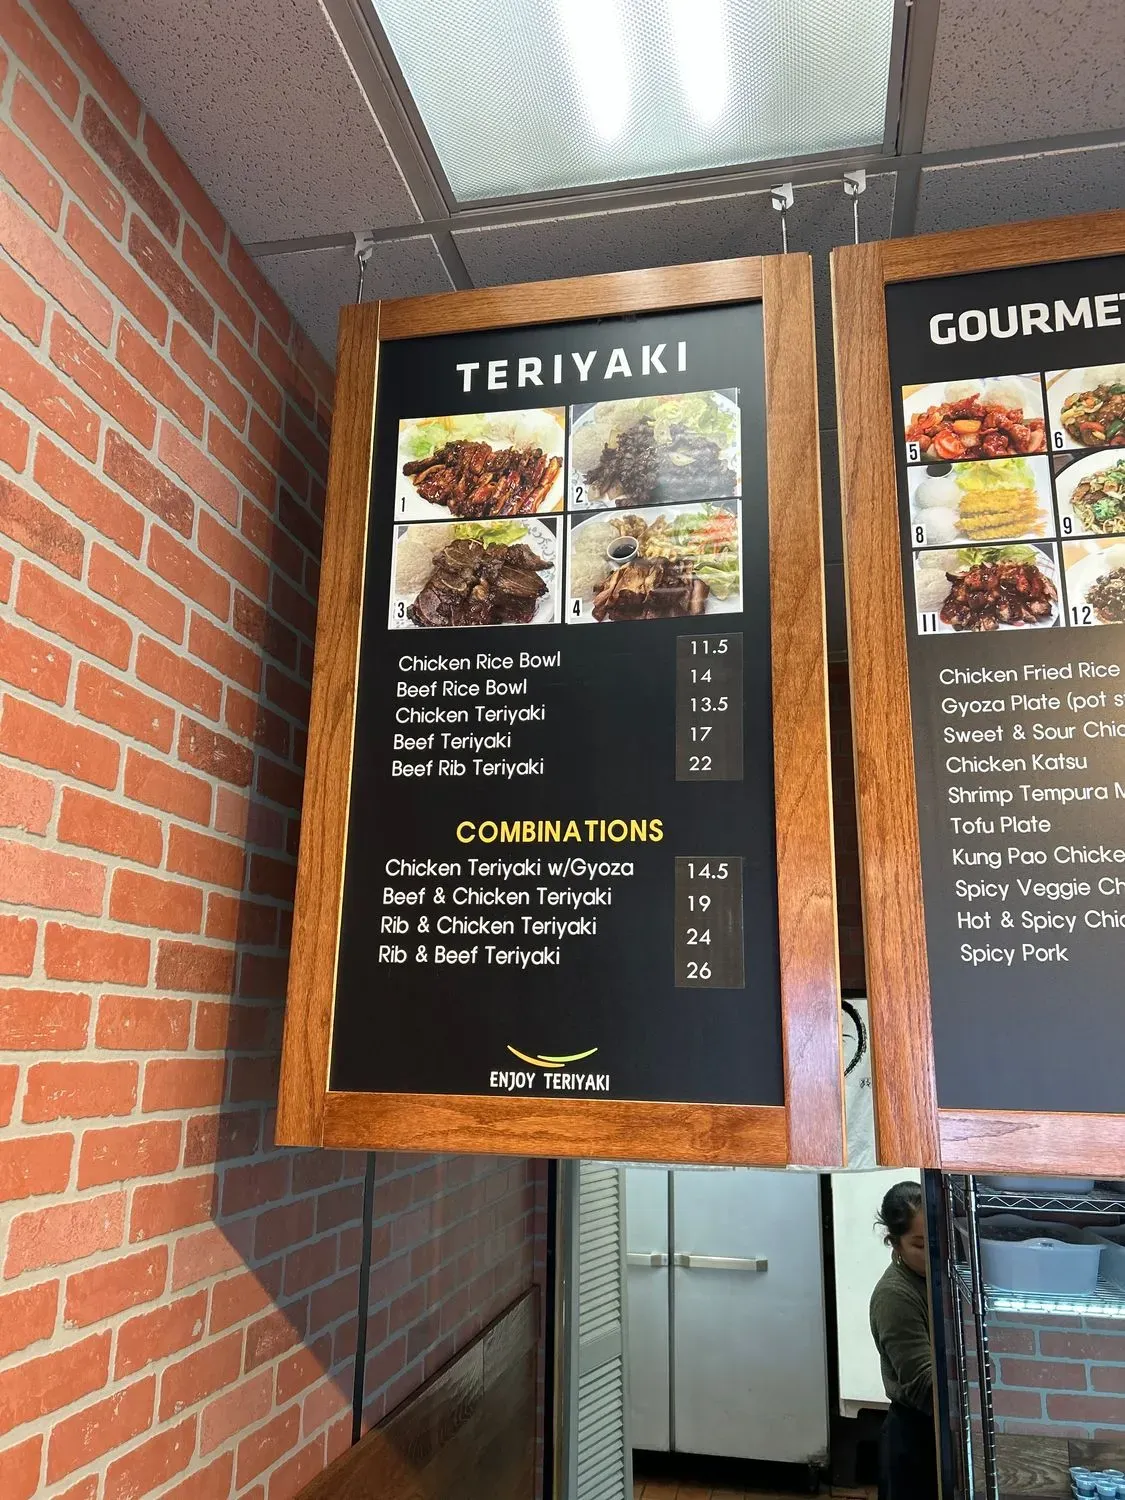 TERIYAKI
1
2
3
4
Chicken Rice Bowl 11.5
Beef Rice Bowl 14
Chicken Teriyaki 13.5
Beef Teriyaki 17
Beef Rib Teriyaki 22
COMBINATIONS
Chicken Teriyaki w/Gyoza 14.5
Beef & Chicken Teriyaki 19
Rib & Chicken Teriyaki 24
Rib & Beef Teriyaki 26
ENJOY TERIYAKI
GOURME
5
6
8
9
11
12
Chicken Fried Rice
Gyoza Plate (pot
Sweet & Sour
Chicken Katsu
Shrimp Tempura
Tofu Plate
Kung Pao
Spicy Veggie
Hot & Spicy
Spicy Pork